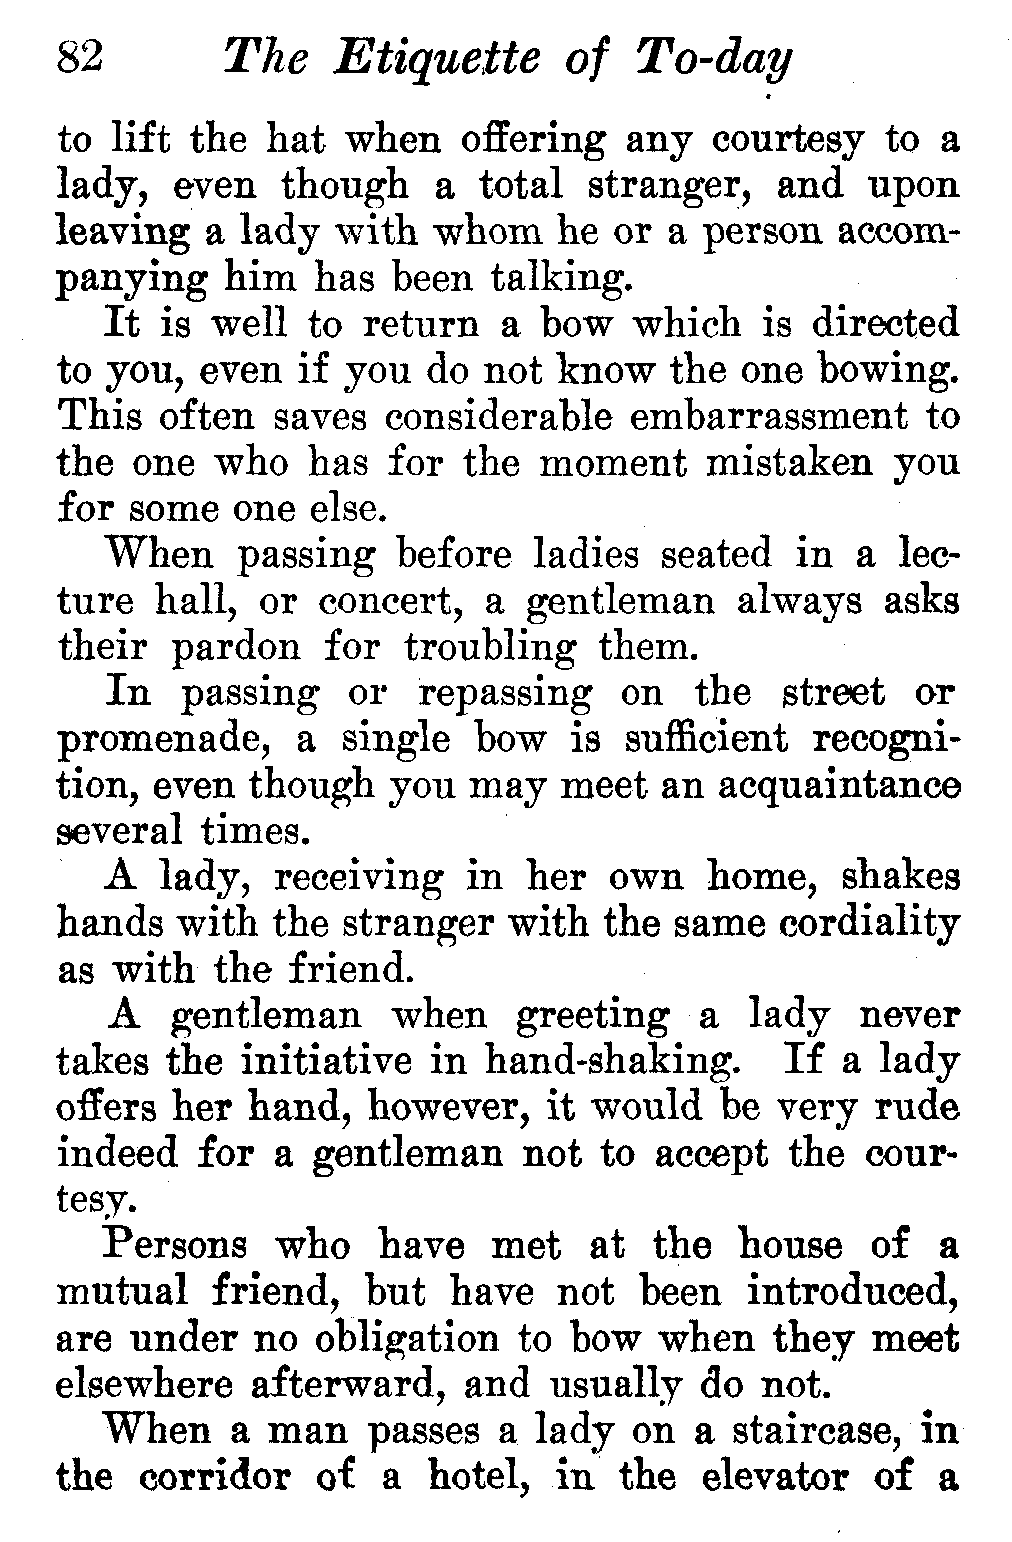 82 The Etiquette of To-day
to lift the hat when offering any courtesy to a
lady, even though a total stranger, and upon
leaving a lady with whom he or a person accom-
panying him has been talking.
It is well to return a bow which is directed
to you, even if you do not know the one bowing.
This often saves considerable embarrassment to
the one who has for the moment mistaken you
for some one else.
When passing before ladies seated in a lec-
ture hall, or concert, a gentleman always asks
their pardon for troubling them.
In passing or repassing on the street or
promenade, a single bow is sufficient recogni-
tion, even though you may meet an acquaintance
several times.
A lady, receiving in her own home, shakes
hands with the stranger with the same cordiality
as with the friend.
A gentleman when greeting a lady never
takes the initiative in hand-shaking. If a lady
offers her hand, however, it would be very rude
indeed for a gentleman not to accept the cour-
tesy.
Persons who have met at the house of a
mutual friend, but have not been introduced,
are under no obligation to bow when they meet
elsewhere afterward, and usually do not.
When a man passes a lady on a staircase, in
the corridor of a hotel, in the elevator of a